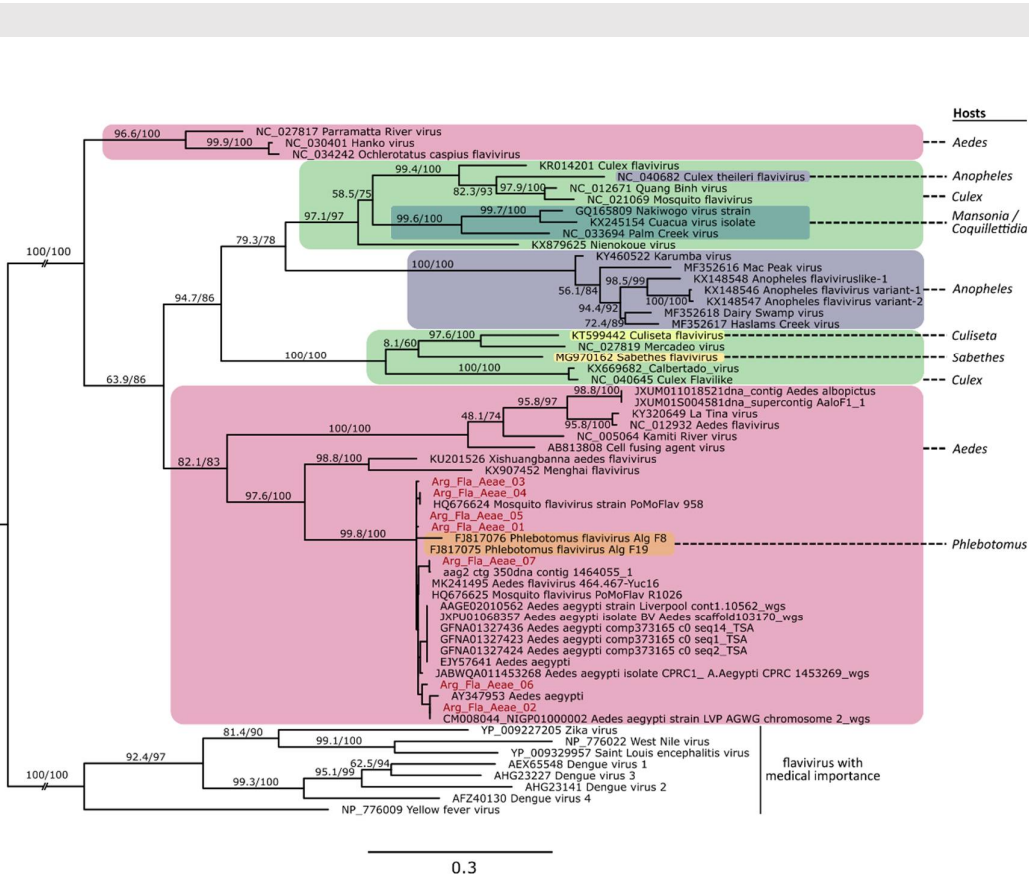 Hosts
NC_027817 Parramatta River virus
96.6/100
99.9/100
NC_030401 Hanko virus
Aedes
NC_034242 Ochlerotatus caspius flavivirus
KR014201 Culex flavivirus
99.4/100
NC_040682 Culex theileri flavivirus
Anopheles
82.3/93
97.9/100
NC_012671 Quang Binh virus
58.5/75
Culex
NC_021069 Mosquito flavivirus
99.7/100
GQ165809 Nakiwogo virus strain
97.1/97
99.6/100
KX245154 Cuacua virus isolate
Mansonia /
Coquillettidia
NC_033694 Palm Creek virus
79.3/78
KX879625 Nienokoue virus
100/100
KY460522 Karumba virus
100/100
MF352616 Mac Peak virus
98.5/99
KX148548 Anopheles flaviviruslike-1
56.1/84
KX148546 Anopheles flavivirus variant-1
Anopheles
94.7/86
100/100
KX148547 Anopheles flavivirus variant-2
94.4/92
MF352618 Dairy Swamp virus
72.4/89
MF352617 Haslams Creek virus
97.6/100
KT599442 Culiseta flavivirus
Culiseta
8.1/60
NC_027819 Mercadeo virus
100/100
MG970162 Sabethes flavivirus
Sabethes
100/100
KX669682_Calbertado_virus
63.9/86
NC_040645 Culex Flavilike
Culex
98.8/100
JXUM011018521dna_contig Aedes albopictus
95.8/97
JXUM01S004581dna_supercontig AaloF1_1
48.1/74
KY320649 La Tina virus
95.8/100
NC_012932 Aedes flavivirus
100/100
NC_005064 Kamiti River virus
AB813808 Cell fusing agent virus
Aedes
82.1/83
98.8/100
KU201526 Xishuangbanna aedes flavivirus
KX907452 Menghai flavivirus
97.6/100
Arg_Fla_Aeae_03
Arg_Fla_Aeae_04
HQ676624 Mosquito flavivirus strain PoMoFlav 958
Arg_Fla_Aeae_05
Arg_Fla_Aeae_01
99.8/100
FJ817076 Phlebotomus flavivirus Alg F8
Phlebotomus
FJ817075 Phlebotomus flavivirus Alg F19
Arg_Fla_Aeae_07
aag2 ctg 350dna contig 1464055_1
MK241495 Aedes flavivirus 464.467-Yuc16
HQ676625 Mosquito flavivirus PoMoFlav R1026
AAGE02010562 Aedes aegypti strain Liverpool cont1.10562_wgs
JXPU01068357 Aedes aegypti isolate BV Aedes scaffold103170_wgs
GFNA01327436 Aedes aegypti comp373165 c0 seq14_TSA
GFNA01327423 Aedes aegypti comp373165 c0 seq1_TSA
GFNA01327424 Aedes aegypti comp373165 c0 seq2_TSA
EJY57641 Aedes aegypti
JABWQA011453268 Aedes aegypti isolate CPRC1_ A.Aegypti CPRC 1453269_wgs
Arg_Fla_Aeae_06
AY347953 Aedes aegypti
Arg_Fla_Aeae_02
CM008044_NIGP01000002 Aedes aegypti strain LVP AGWG chromosome 2_wgs
81.4/90
YP_009227205 Zika virus
92.4/97
99.1/100
NP_776022 West Nile virus
YP_009329957 Saint Louis encephalitis virus
62.5/94
AEX65548 Dengue virus 1
flavivirus with
medical importance
100/100
95.1/99
AHG23227 Dengue virus 3
99.3/100
AHG23141 Dengue virus 2
AFZ40130 Dengue virus 4
NP_776009 Yellow fever virus
0.3